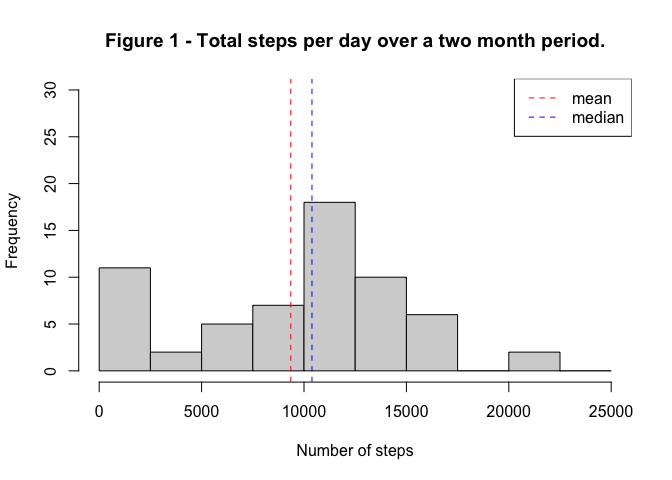 Figure 1 - Total steps per day over a two month period.
mean
median
Frequency
30
25
20
15
10
5
0
0 5000 10000 15000 20000 25000
Number of steps